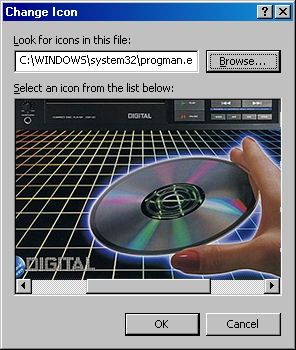 Change Icon
Look for icons in this file:
C:\WINDOWS\system32\progman.e
Browse...
Select an icon from the list below:
DIGITAL
DIGITAL
OK
Cancel